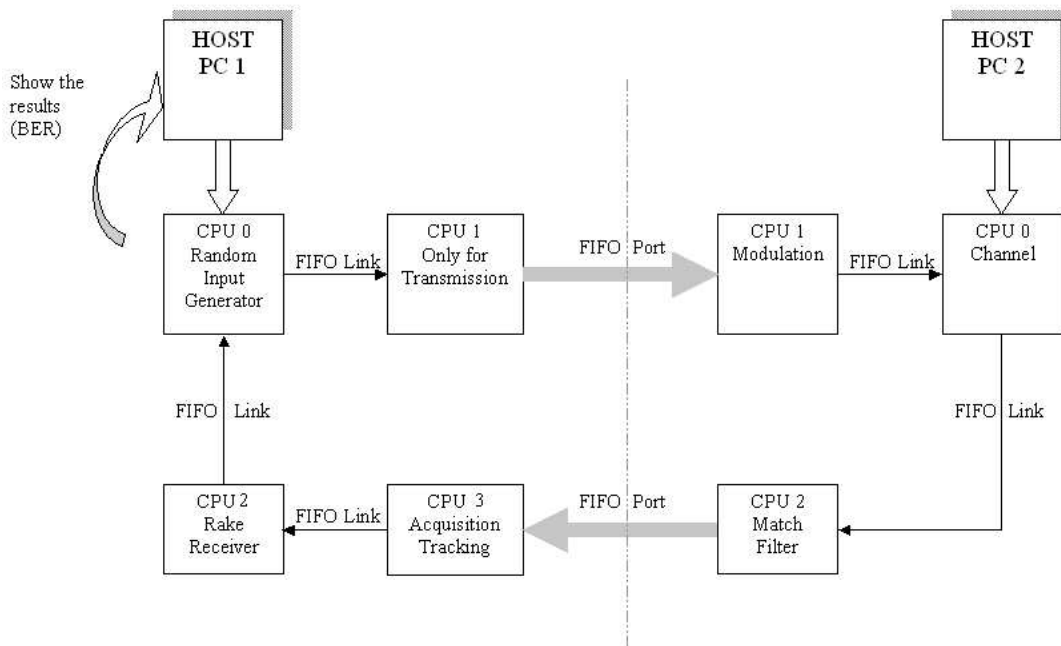 HOST
PC 1
HOST
PC 2
Show the
results
(BER)
CPU 0
Random
Input
Generator
FIFO Link
CPU 1
Only for
Transmission
FIFO Port
CPU 1
Modulation
FIFO Link
CPU 0
Channel
FIFO Link
FIFO Link
CPU 2
Rake
Receiver
FIFO Link
CPU 3
Acquisition
Tracking
FIFO Port
CPU 2
Match
Filter